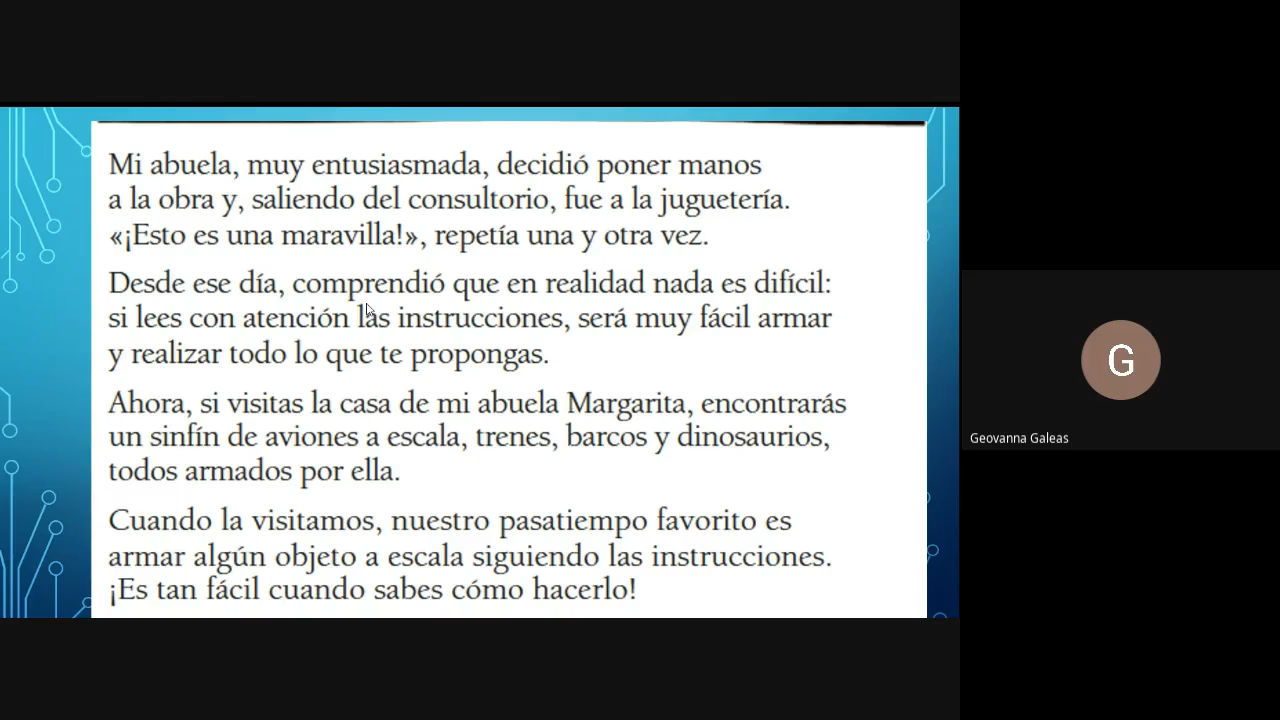 Mi abuela, muy entusiasmada, decidió poner manos
a la obra y, saliendo del consultorio, fue a la juguetería.
«¡Esto es una maravilla!», repetía una y otra vez.
Desde ese día, comprendió que en realidad nada es difícil:
si lees con atención las instrucciones, será muy fácil armar
y realizar todo lo que te propongas.
Ahora, si visitas la casa de mi abuela Margarita, encontrarás
un sinfín de aviones a escala, trenes, barcos y dinosaurios,
todos armados por ella.
Cuando la visitamos, nuestro pasatiempo favorito es
armar algún objeto a escala siguiendo las instrucciones.
¡Es tan fácil cuando sabes cómo hacerlo!
G
Geovanna Galeas